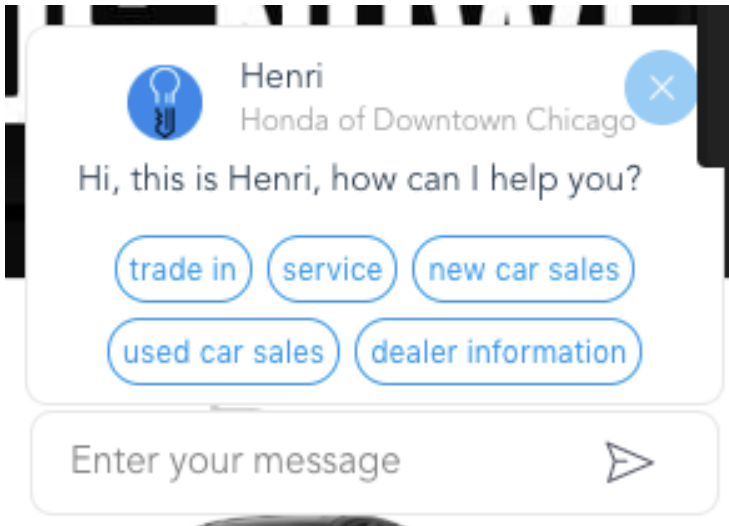 Henri
Honda of Downtown Chicago
Hi, this is Henri, how can I help you?
trade in service new car sales
used car sales dealer information
Enter your message